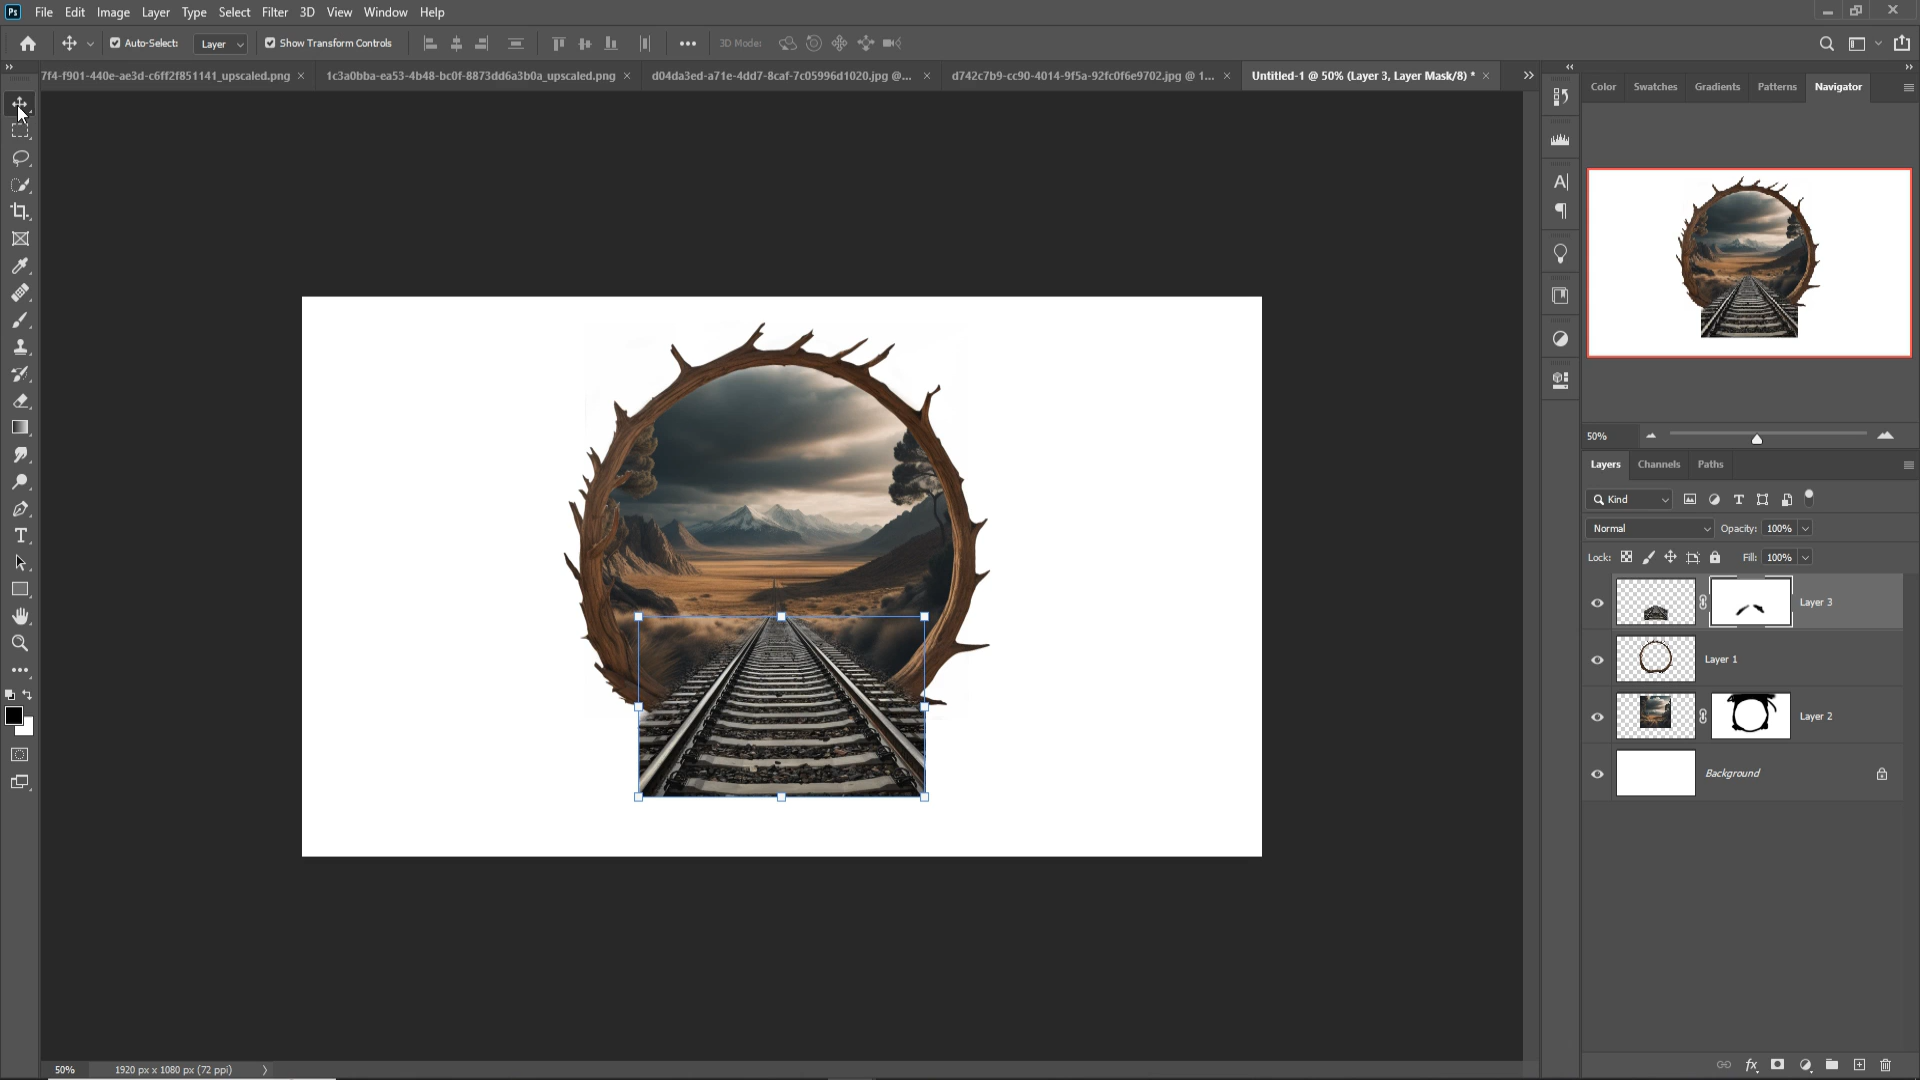 Ps File Edit Image Layer Type Select Filter 3D View Window Help
Auto-Select: Layer Show Transform Controls 3D Mode:
7f4-f901-440e-ae3d-c6ff2f851141_upscaled.png × 1c3a0bba-ea53-4b48-bc0f-8873dd6a3b0a_upscaled.png × d04da3ed-a71e-4dd7-8caf-7c05996d1020.jpg @... × d742c7b9-cc90-4014-9f5a-92fc0f6e9702.jpg @ 1... × Untitled-1 @ 50% (Layer 3, Layer Mask/8) * ×
Color Swatches Gradients Patterns Navigator
50%
Layers Channels Paths
Kind
Normal Opacity: 100%
Lock: Fill: 100%
Layer 3
Layer 1
Layer 2
Background
50% 1920 px x 1080 px (72 ppi)